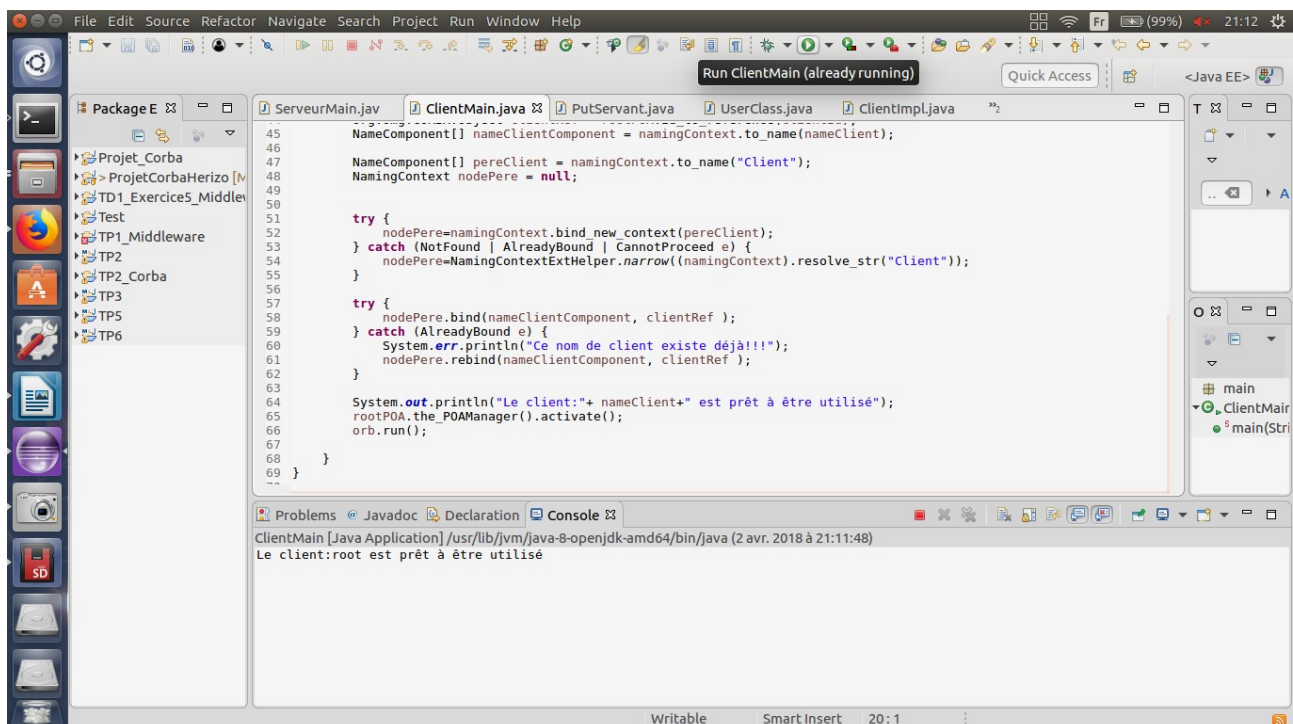 File Edit Source Refactor Navigate Search Project Run Window Help
Fr (99%) 21:12
Run ClientMain (already running)
Quick Access
<Java EE>
Package E
ServeurMain.jav ClientMain.java PutServant.java UserClass.java ClientImpl.java »2
T
Projet_Corba
> ProjetCorbaHerizo [M
TD1_Exercice5_Middlew
Test
TP1_Middleware
TP2
TP2_Corba
TP3
TP5
TP6
45 NameComponent[] nameClientComponent = namingContext.to_name(nameClient);
46
47 NameComponent[] pereClient = namingContext.to_name("Client");
48 NamingContext nodePere = null;
49
50
51 try {
52 nodePere=namingContext.bind_new_context(pereClient);
53 } catch (NotFound | AlreadyBound | CannotProceed e) {
54 nodePere=NamingContextExtHelper.narrow((namingContext).resolve_str("Client"));
55 }
56
57 try {
58 nodePere.bind(nameClientComponent, clientRef );
59 } catch (AlreadyBound e) {
60 System.err.println("Ce nom de client existe déjà!!!");
61 nodePere.rebind(nameClientComponent, clientRef );
62 }
63
64 System.out.println("Le client:"+ nameClient+" est prêt à être utilisé");
65 rootPOA.the_POAManager().activate();
66 orb.run();
67
68 }
69 }
.. A
O
main
ClientMain
S main(Stri
Problems Javadoc Declaration Console
ClientMain [Java Application] /usr/lib/jvm/java-8-openjdk-amd64/bin/java (2 avr. 2018 à 21:11:48)
Le client:root est prêt à être utilisé
SD
Writable Smart Insert 20 : 1